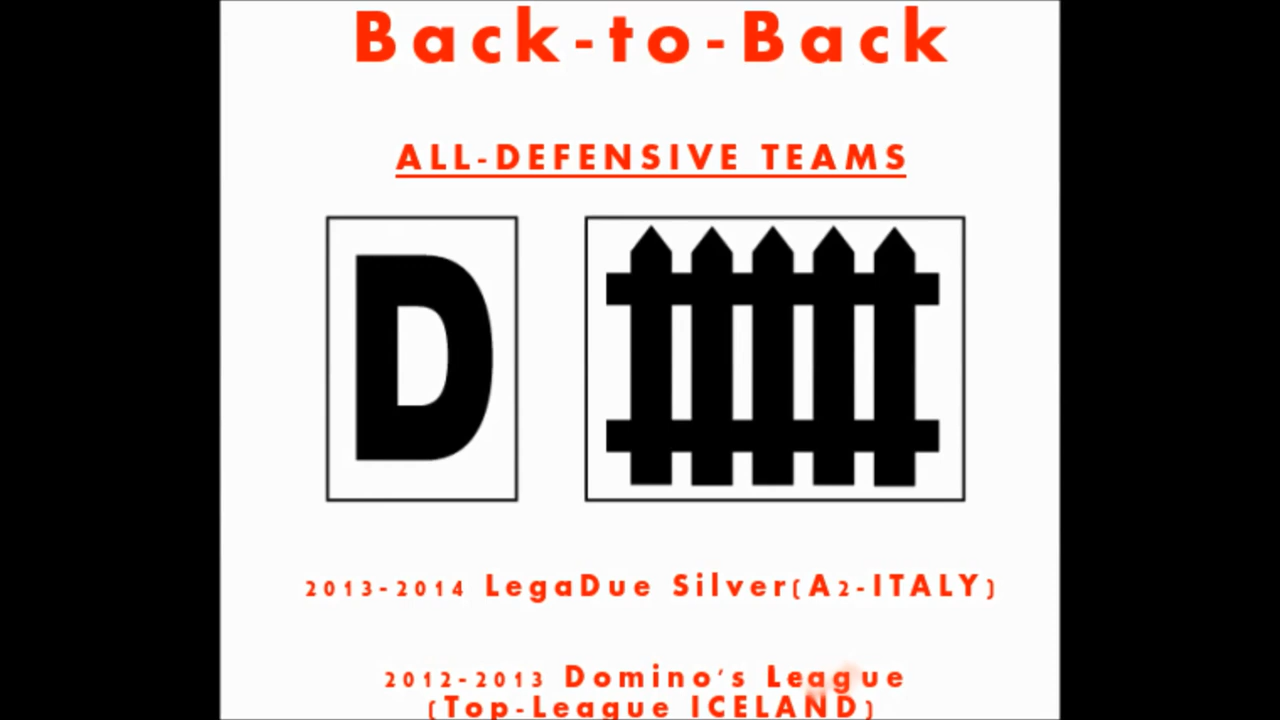 Back-to-Back
ALL-DEFENSIVE TEAMS
D
2013-2014 LegaDue Silver(A2-ITALY)
2012-2013 Domino's League
(Top-League ICELAND)